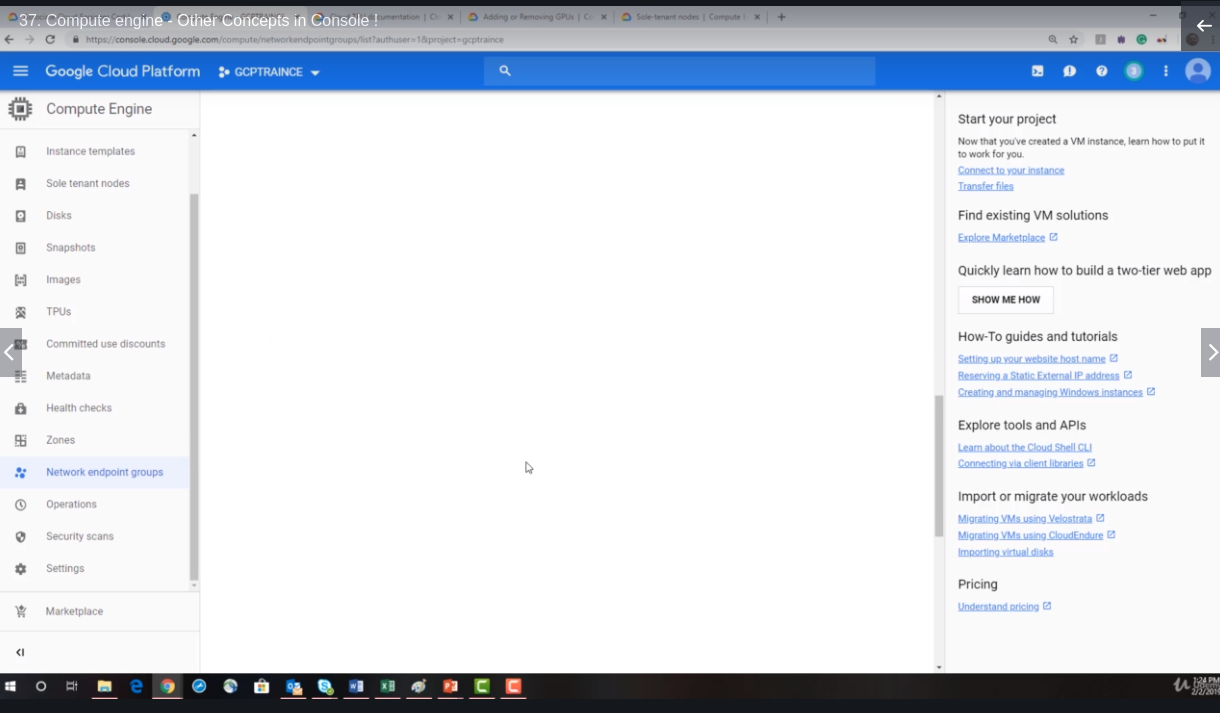 37. Compute engine - Other Concepts in Console !
Adding or Removing GPUs | Co
Sole-tenant nodes | Compute
https://console.cloud.google.com/compute/networkendpointgroups/list?authuser=1&project=gcptraince
Google Cloud Platform
GCPTRAINCE
3
Compute Engine
Instance templates
Sole tenant nodes
Disks
Snapshots
Images
TPUs
Committed use discounts
Metadata
Health checks
Zones
Network endpoint groups
Operations
Security scans
Settings
Marketplace
Start your project
Now that you've created a VM instance, learn how to put it
to work for you.
Connect to your instance
Transfer files
Find existing VM solutions
Explore Marketplace
Quickly learn how to build a two-tier web app
SHOW ME HOW
How-To guides and tutorials
Setting up your website host name
Reserving a Static External IP address
Creating and managing Windows instances
Explore tools and APIs
Learn about the Cloud Shell CLI
Connecting via client libraries
Import or migrate your workloads
Migrating VMs using Velostrata
Migrating VMs using CloudEndure
Importing virtual disks
Pricing
Understand pricing
1:24 PM
2/2/2019